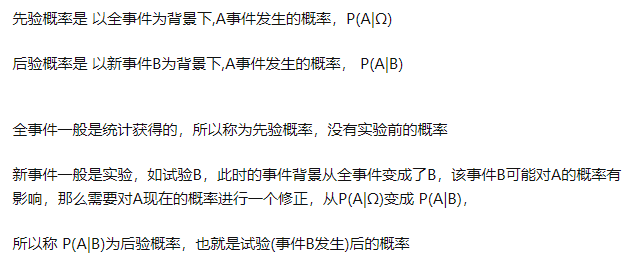 先验概率是 以全事件为背景下,A事件发生的概率，P(A|Ω)
后验概率是 以新事件B为背景下,A事件发生的概率， P(A|B)
全事件一般是统计获得的，所以称为先验概率，没有实验前的概率
新事件一般是实验，如试验B，此时的事件背景从全事件变成了B，该事件B可能对A的概率有
影响，那么需要对A现在的概率进行一个修正，从P(A|Ω)变成 P(A|B)，
所以称 P(A|B)为后验概率，也就是试验(事件B发生)后的概率